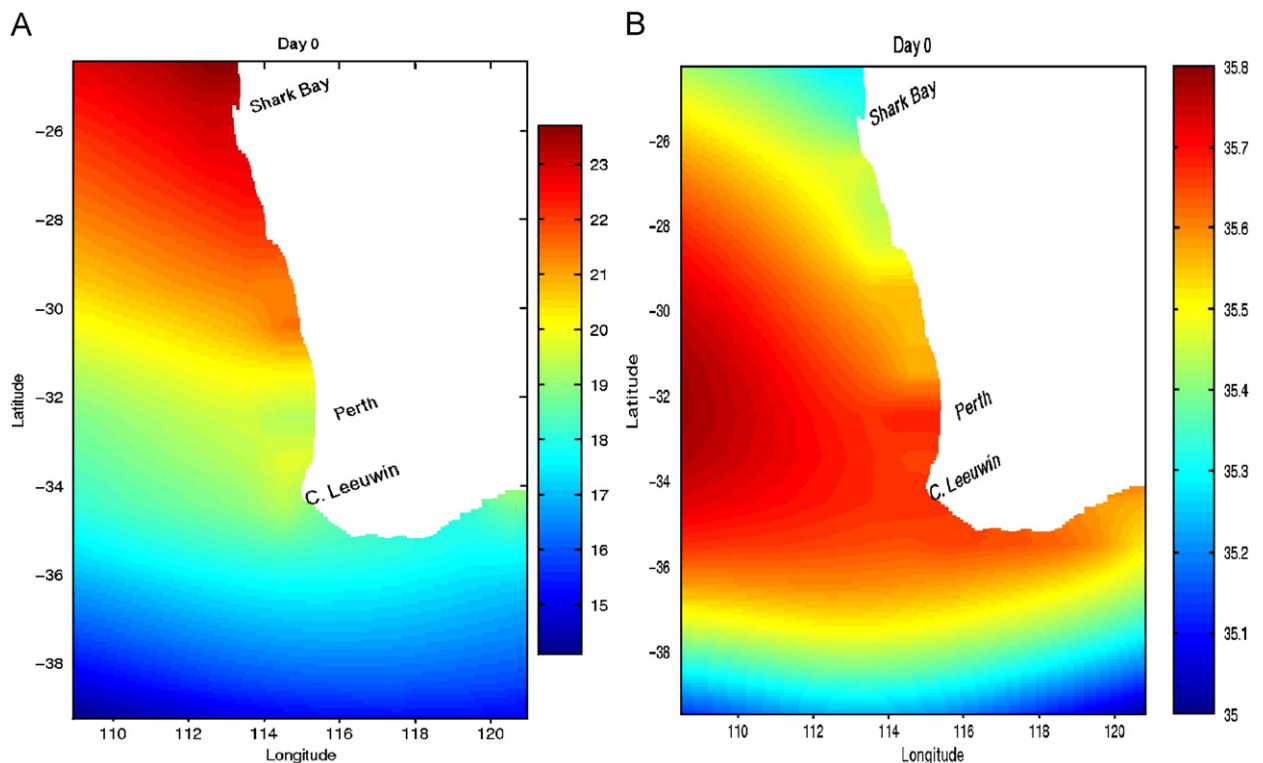 A
Day 0
Shark Bay
Perth
C. Leeuwin
−26
−28
−30
−32
−34
−36
−38
Latitude
110 112 114 116 118 120
Longitude
23
22
21
20
19
18
17
16
15
B
Day 0
Shark Bay
Perth
C. Leeuwin
−26
−28
−30
−32
−34
−36
−38
Latitude
110 112 114 116 118 120
Longitude
35.8
35.7
35.6
35.5
35.4
35.3
35.2
35.1
35